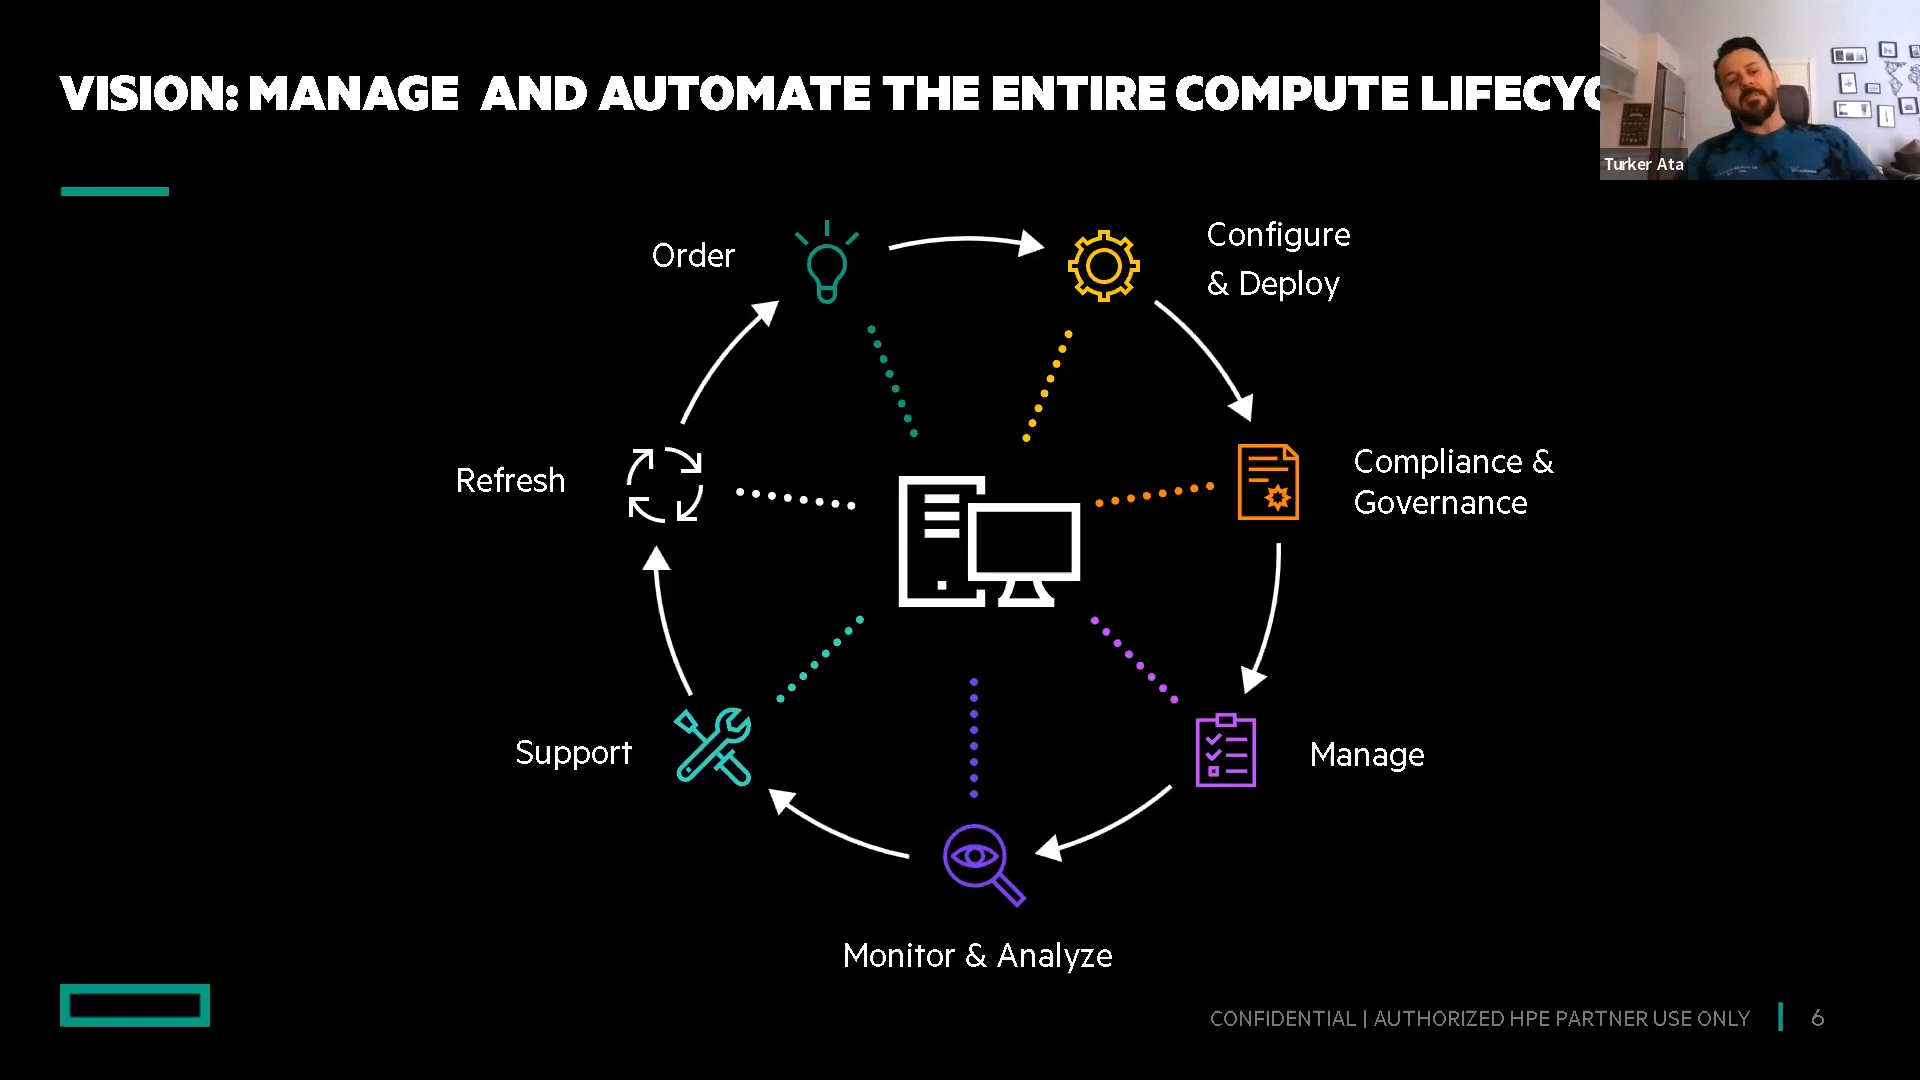 VISION: MANAGE AND AUTOMATE THE ENTIRE COMPUTE LIFECYC
Turker Ata
Order
Configure
& Deploy
Refresh
Compliance &
Governance
Support
Manage
Monitor & Analyze
CONFIDENTIAL | AUTHORIZED HPE PARTNER USE ONLY
6